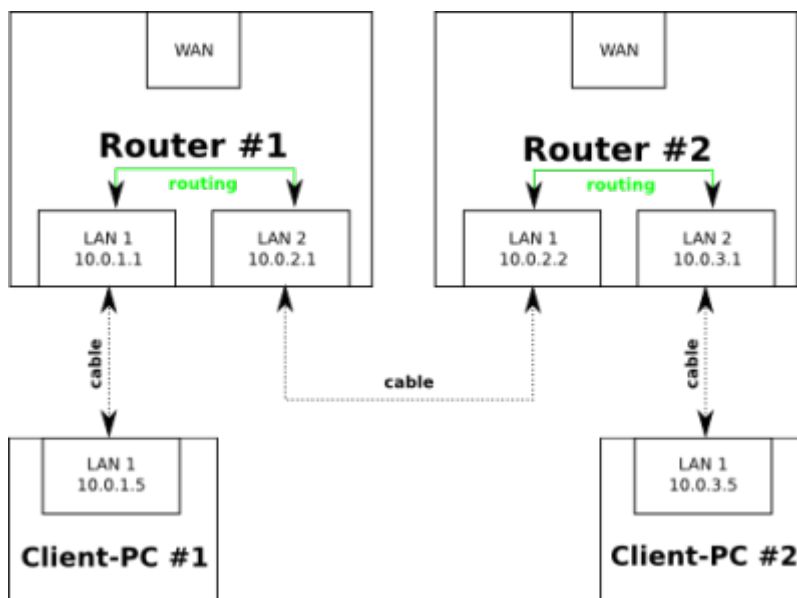 WAN
Router #1
routing
LAN 1
10.0.1.1
LAN 2
10.0.2.1
WAN
Router #2
routing
LAN 1
10.0.2.2
LAN 2
10.0.3.1
cable
cable
cable
LAN 1
10.0.1.5
Client-PC #1
LAN 1
10.0.3.5
Client-PC #2